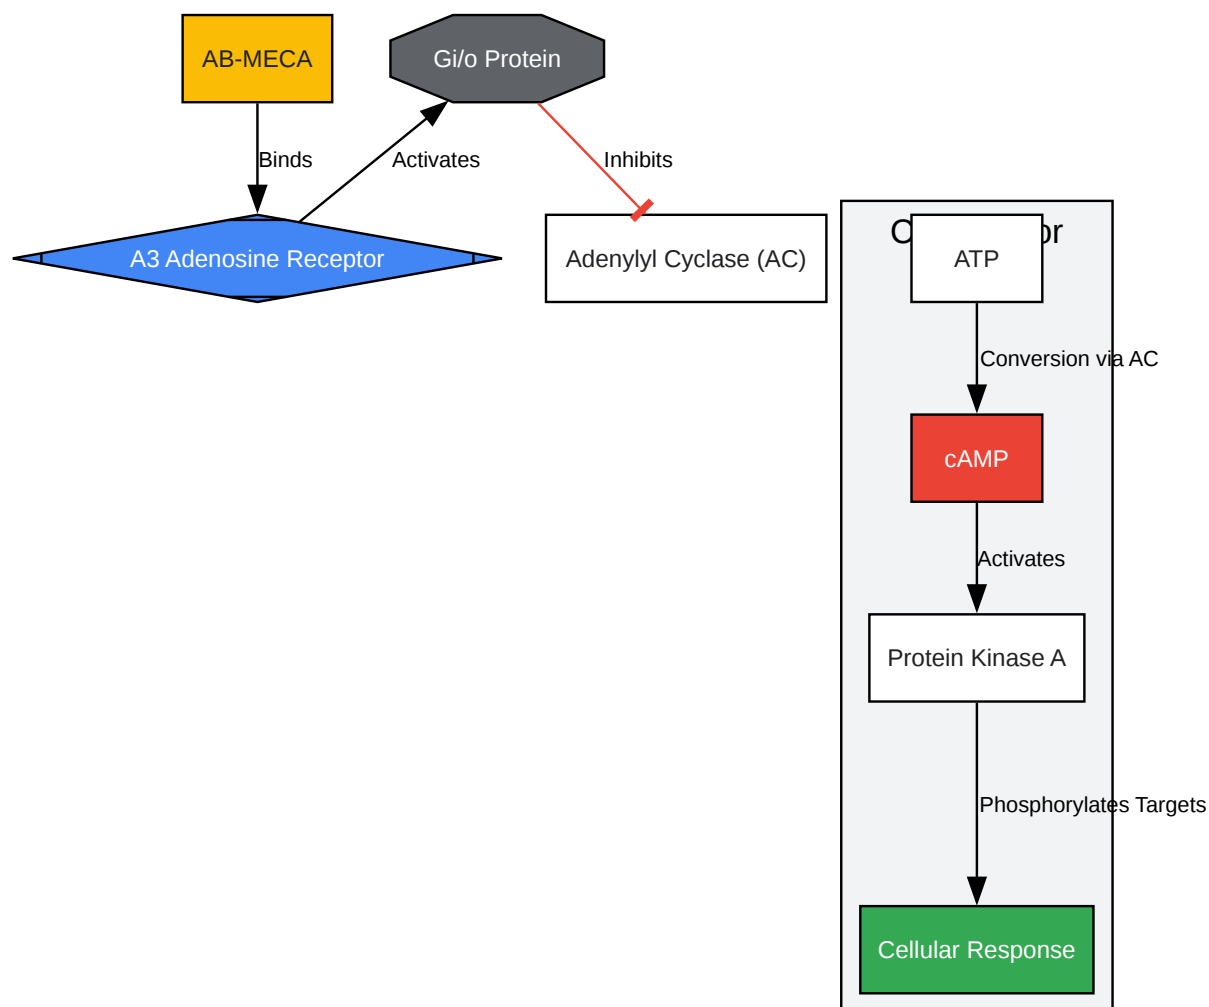 AB-MECA
Gi/o Protein
Binds
Activates
Inhibits
A3 Adenosine Receptor
Adenylyl Cyclase (AC)
ATP
Conversion via AC
cAMP
Activates
Protein Kinase A
Phosphorylates Targets
Cellular Response